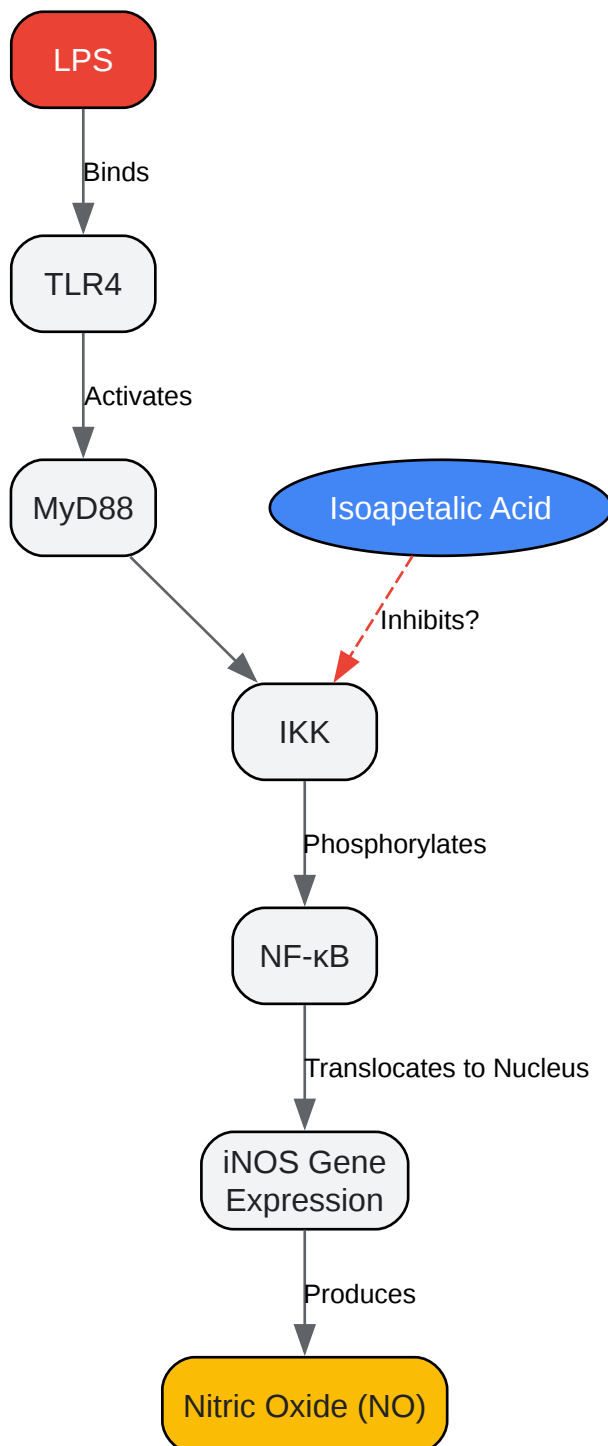 LPS
Binds
TLR4
Activates
MyD88
Isoapetalic Acid
Inhibits?
IKK
Phosphorylates
NF-κB
Translocates to Nucleus
iNOS Gene
Expression
Produces
Nitric Oxide (NO)